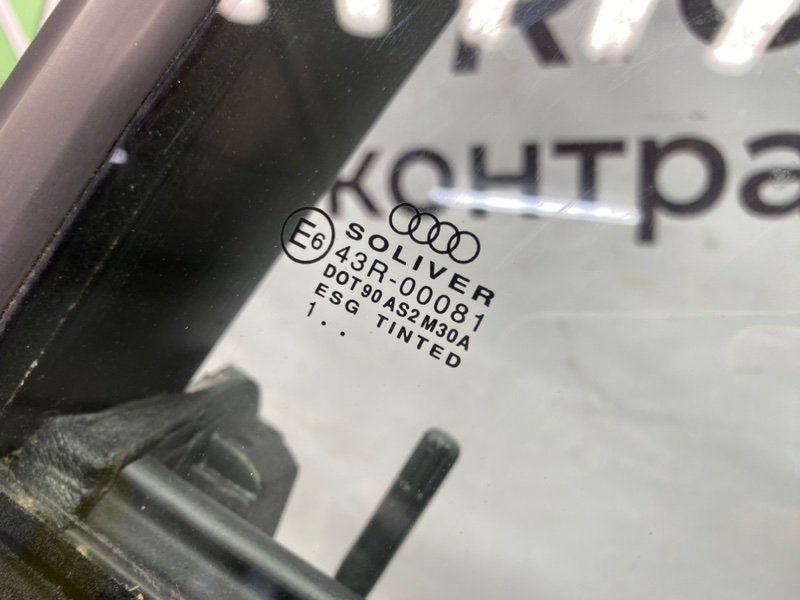 контра
E6
SOLIVER
43R-00081
DOT90 AS2 M30A
ESG TINTED
1..